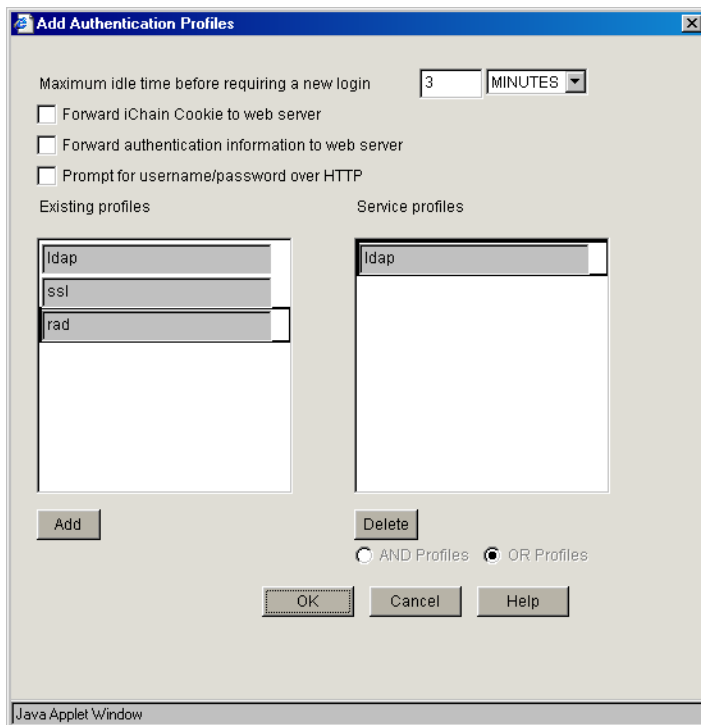 Add Authentication Profiles
Maximum idle time before requiring a new login 3 MINUTES
Forward iChain Cookie to web server
Forward authentication information to web server
Prompt for username/password over HTTP
Existing profiles Service profiles
ldap ldap
ssl
rad
Add Delete
AND Profiles OR Profiles
OK Cancel Help
Java Applet Window